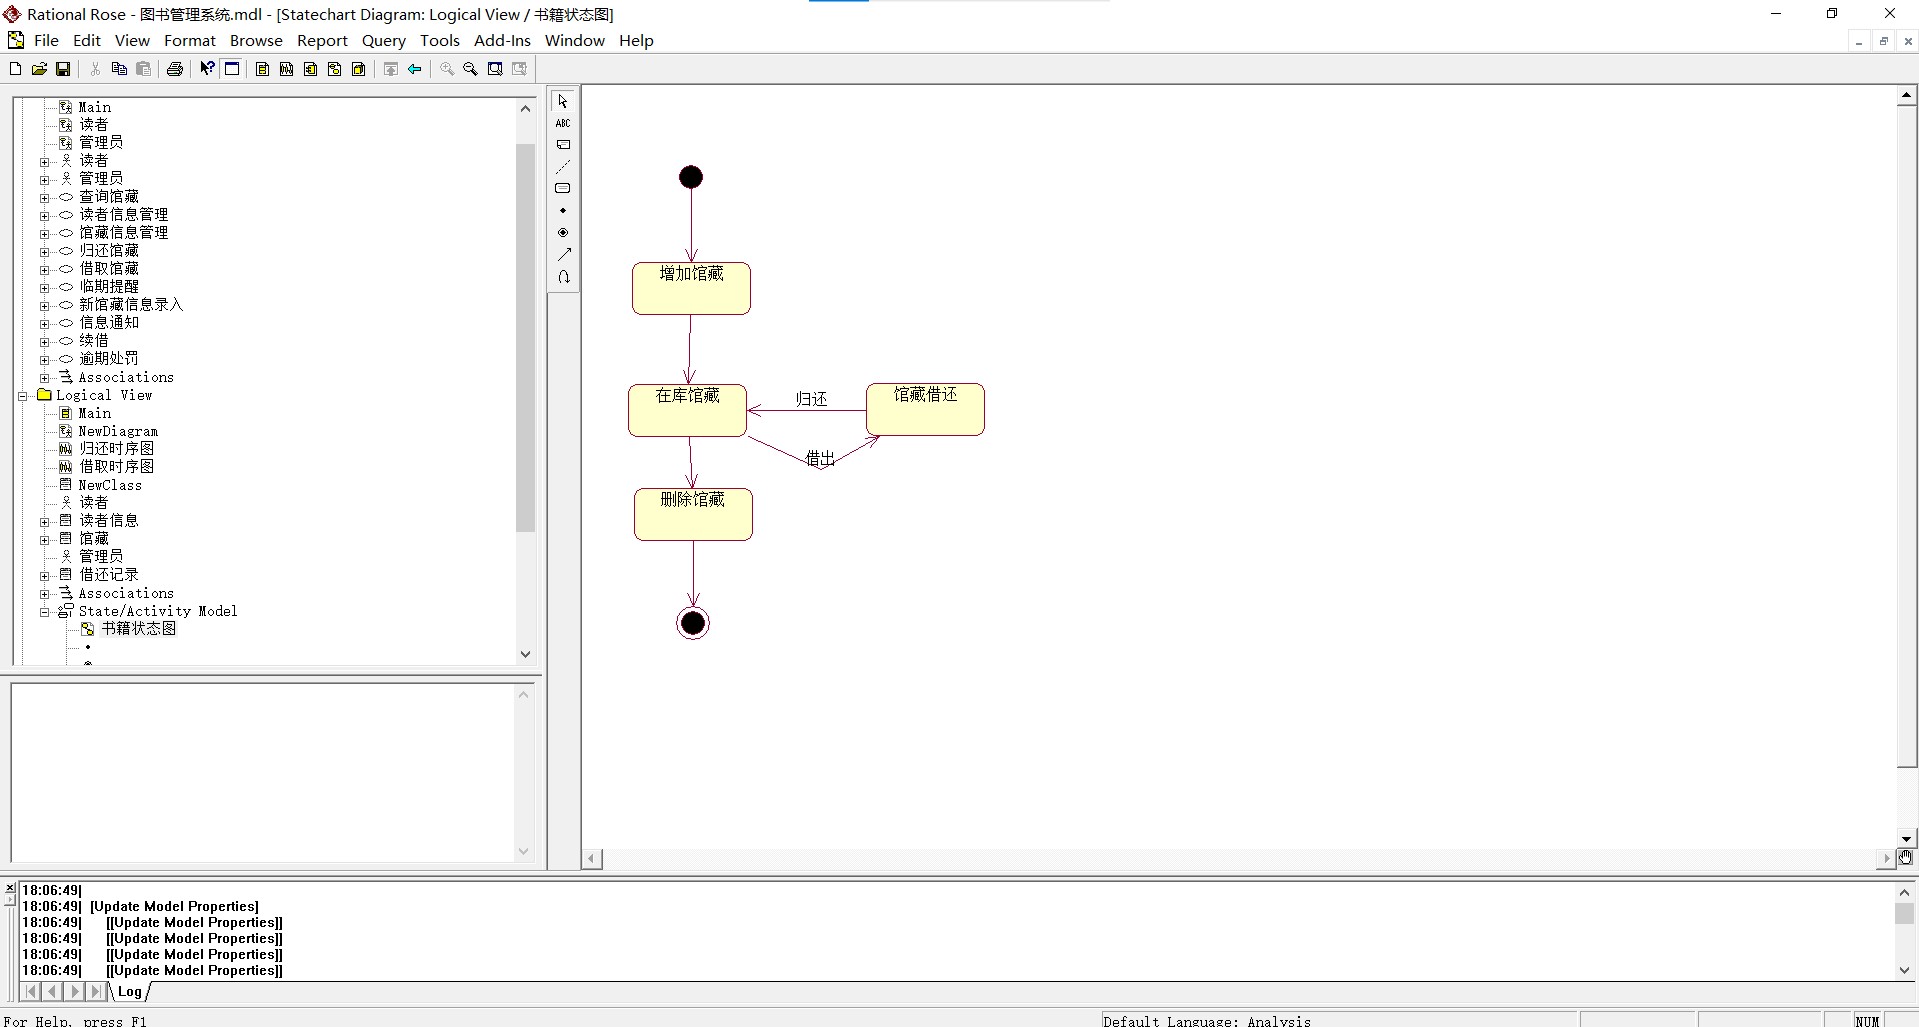 Rational Rose - 图书管理系统.mdl - [Statechart Diagram: Logical View / 书籍状态图]
File Edit View Format Browse Report Query Tools Add-Ins Window Help
Main
读者
管理员
读者
管理员
查询馆藏
读者信息管理
馆藏信息管理
归还馆藏
借取馆藏
临期提醒
新馆藏信息录入
信息通知
续借
逾期处罚
Associations
Logical View
Main
NewDiagram
归还时序图
借取时序图
NewClass
读者
读者信息
馆藏
管理员
借还记录
Associations
State/Activity Model
书籍状态图
ABC
增加馆藏
在库馆藏
归还
馆藏借还
借出
删除馆藏
18:06:49|
18:06:49| [Update Model Properties]
18:06:49| [[Update Model Properties]]
18:06:49| [[Update Model Properties]]
18:06:49| [[Update Model Properties]]
18:06:49| [[Update Model Properties]]
Log
For Help, press F1
Default Language: Analysis
NUM